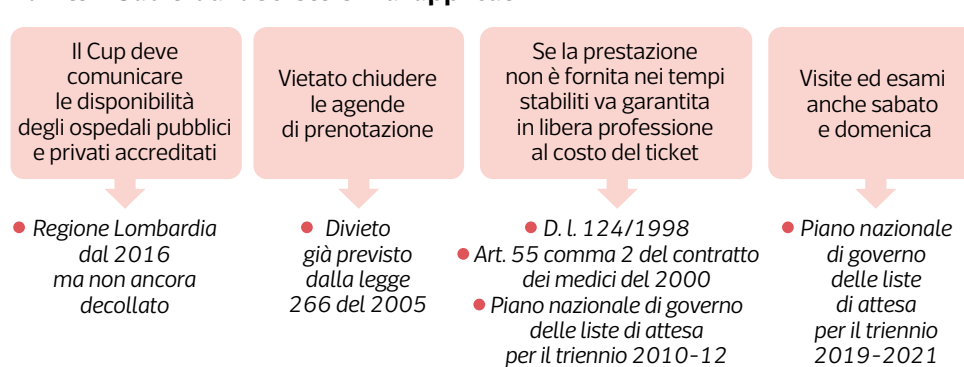 Il Cup deve
comunicare
le disponibilità
degli ospedali pubblici
e privati accreditati
Vietato chiudere
le agende
di prenotazione
Se la prestazione
non è fornita nei tempi
stabiliti va garantita
in libera professione
al costo del ticket
Visite ed esami
anche sabato
e domenica
• Regione Lombardia
dal 2016
ma non ancora
decollato
• Divieto
già previsto
dalla legge
266 del 2005
• D. l. 124/1998
• Art. 55 comma 2 del contratto
dei medici del 2000
• Piano nazionale di governo
delle liste di attesa
per il triennio 2010-12
• Piano nazionale
di governo
delle liste
di attesa
per il triennio
2019-2021